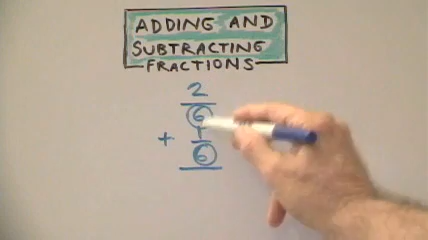 ADDING AND
SUBTRACTING
FRACTIONS
2
6
+ 1
6